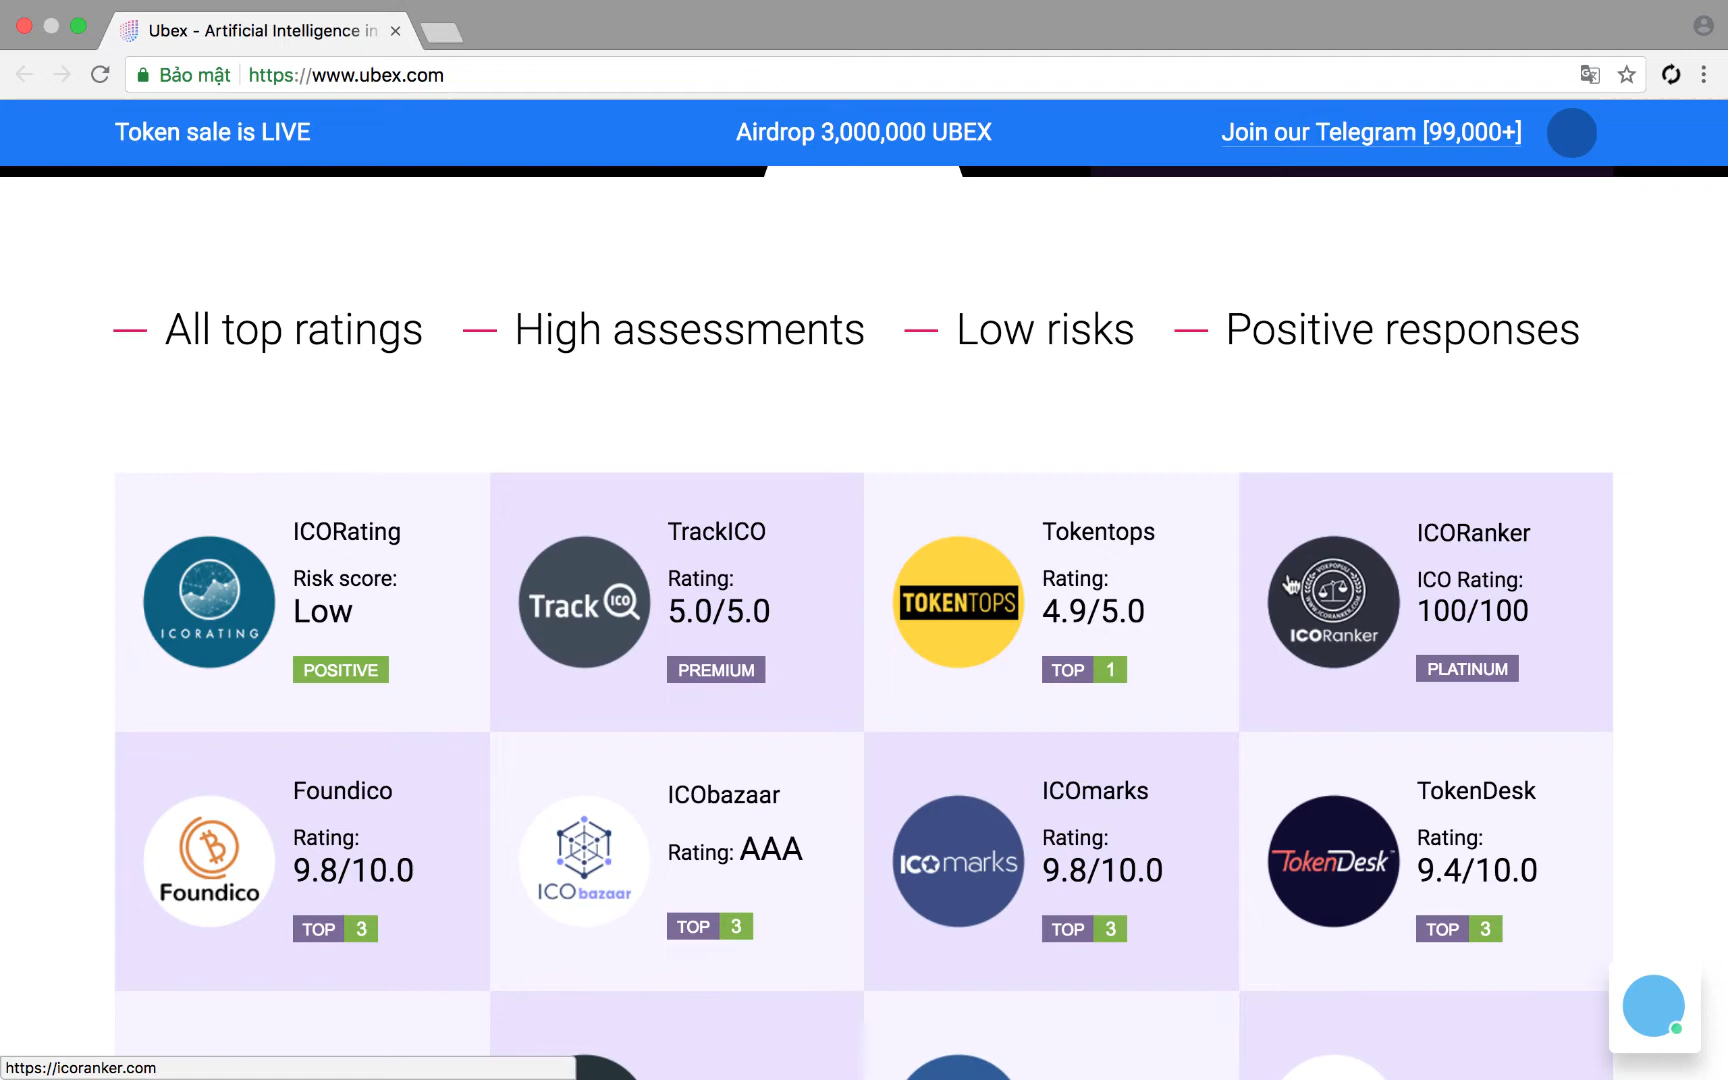 Ubex - Artificial Intelligence in
Bảo mật https://www.ubex.com
Token sale is LIVE
Airdrop 3,000,000 UBEX
Join our Telegram [99,000+]
— All top ratings — High assessments — Low risks — Positive responses
ICORATING
ICORating
Risk score:
Low
POSITIVE
Track ICO
TrackICO
Rating:
5.0/5.0
PREMIUM
TOKENTOPS
Tokentops
Rating:
4.9/5.0
TOP 1
VOXPOPULI
WWW.ICORANKER.COM
ICORanker
ICORanker
ICO Rating:
100/100
PLATINUM
Foundico
Foundico
Rating:
9.8/10.0
TOP 3
ICObazaar
ICObazaar
Rating: AAA
TOP 3
ICOmarks
ICOmarks
Rating:
9.8/10.0
TOP 3
TokenDesk
TokenDesk
Rating:
9.4/10.0
TOP 3
https://icoranker.com